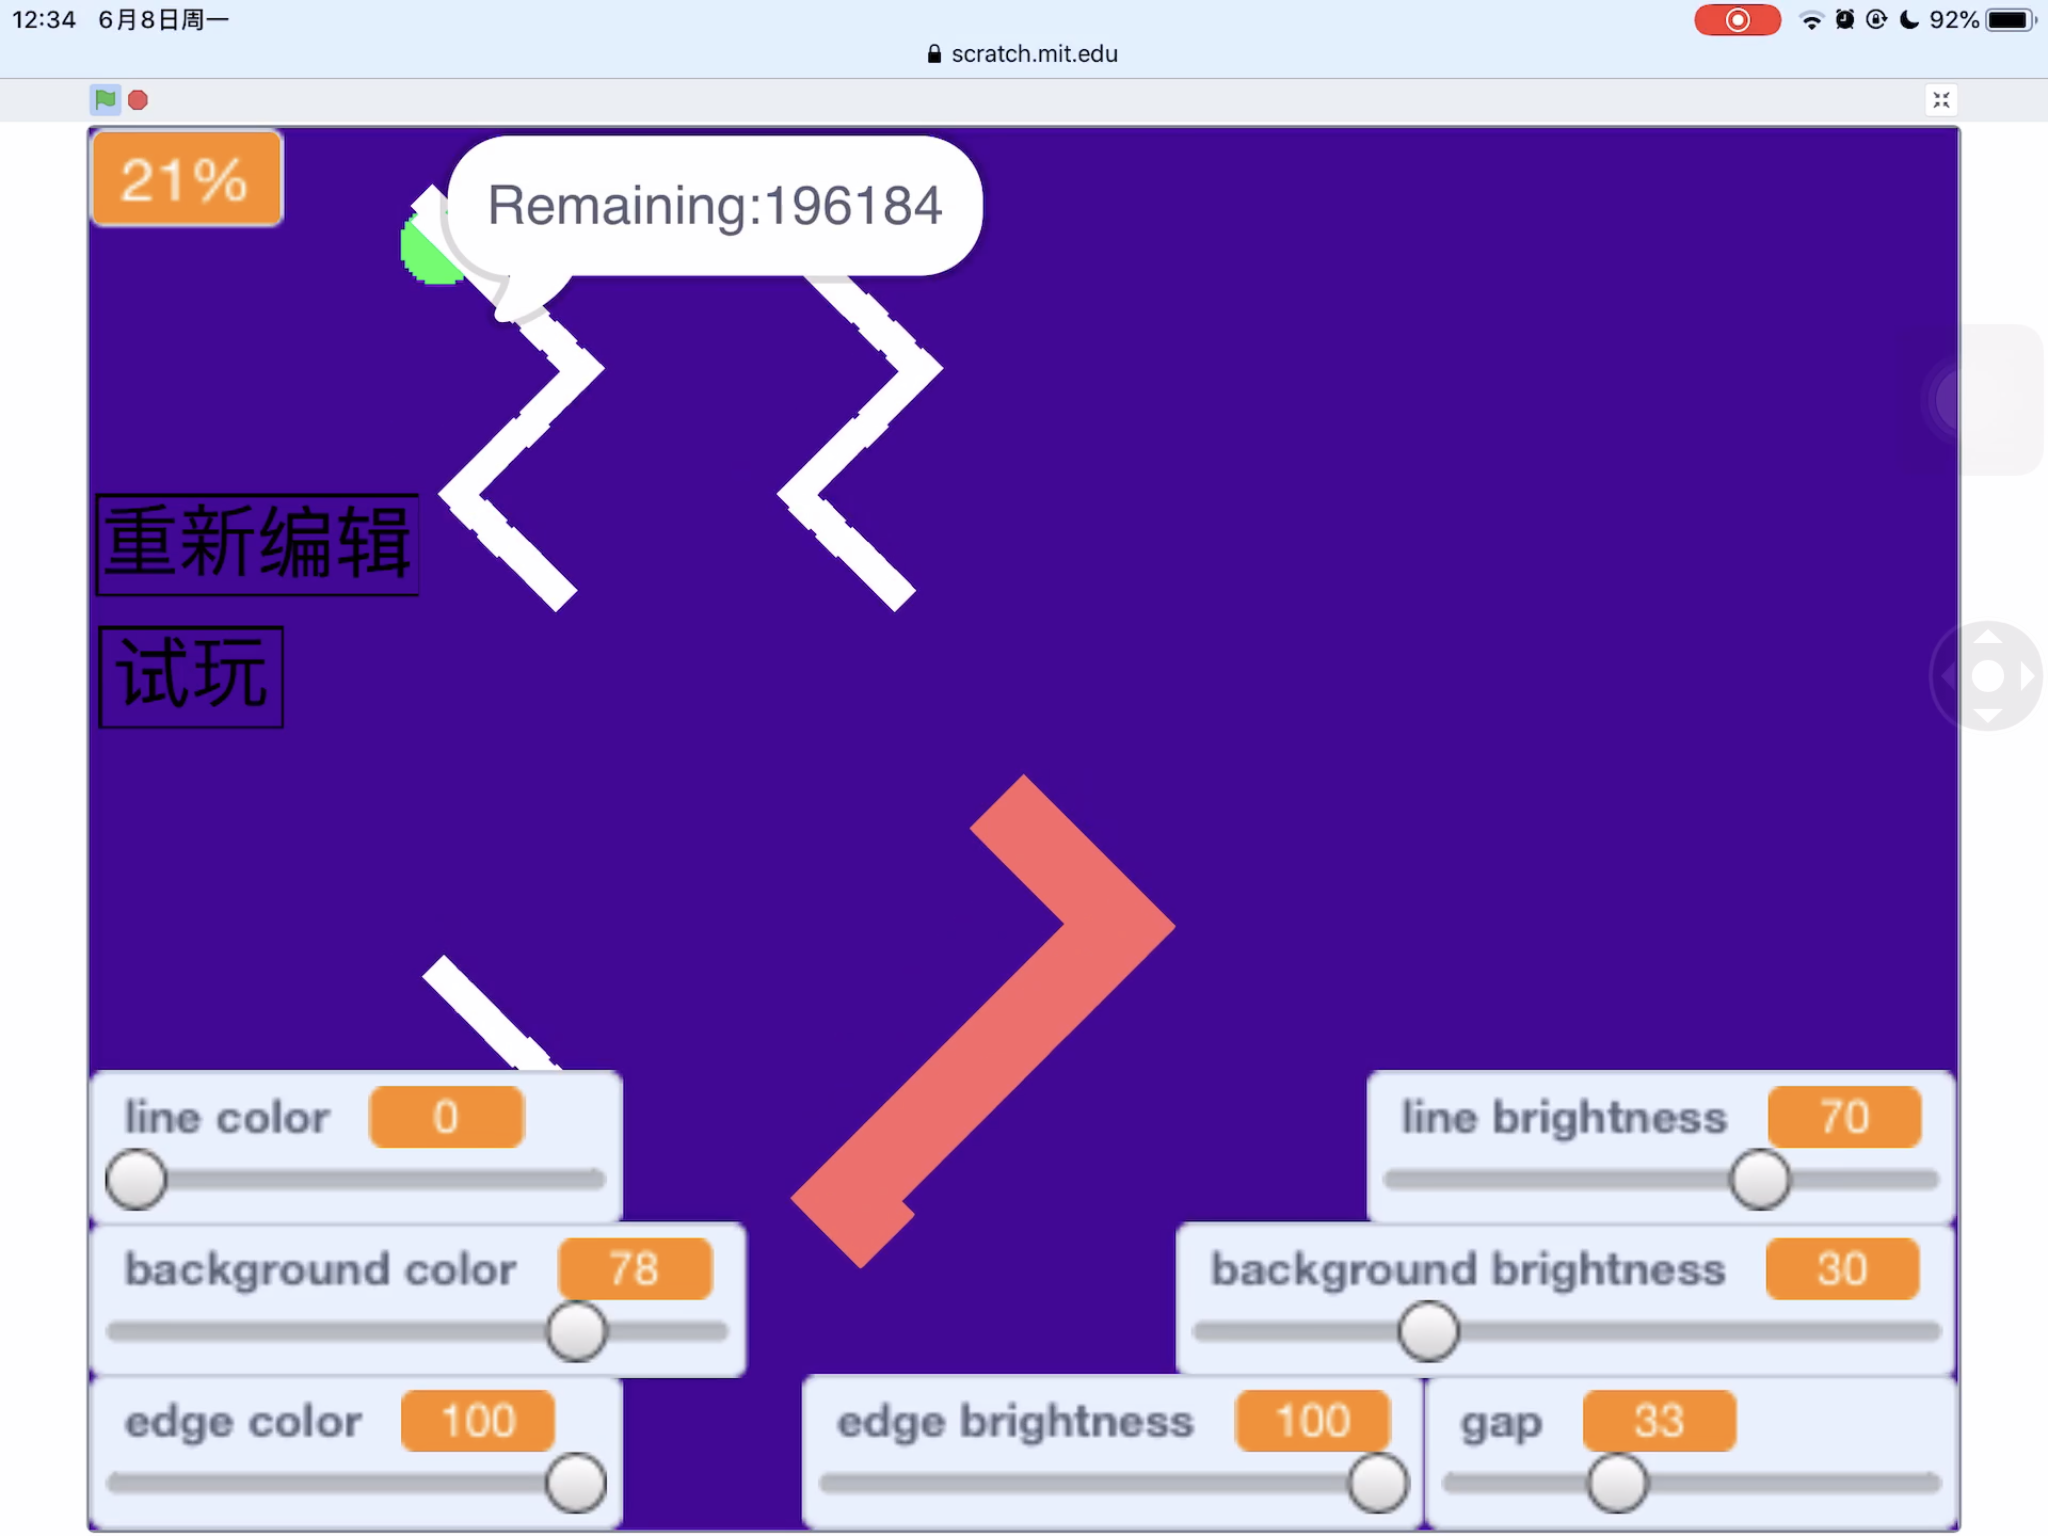 12:34 6月8日周一
92%
scratch.mit.edu
21%
Remaining:196184
重新编辑
试玩
line color 0
line brightness 70
background color 78
background brightness 30
edge color 100
edge brightness 100
gap 33